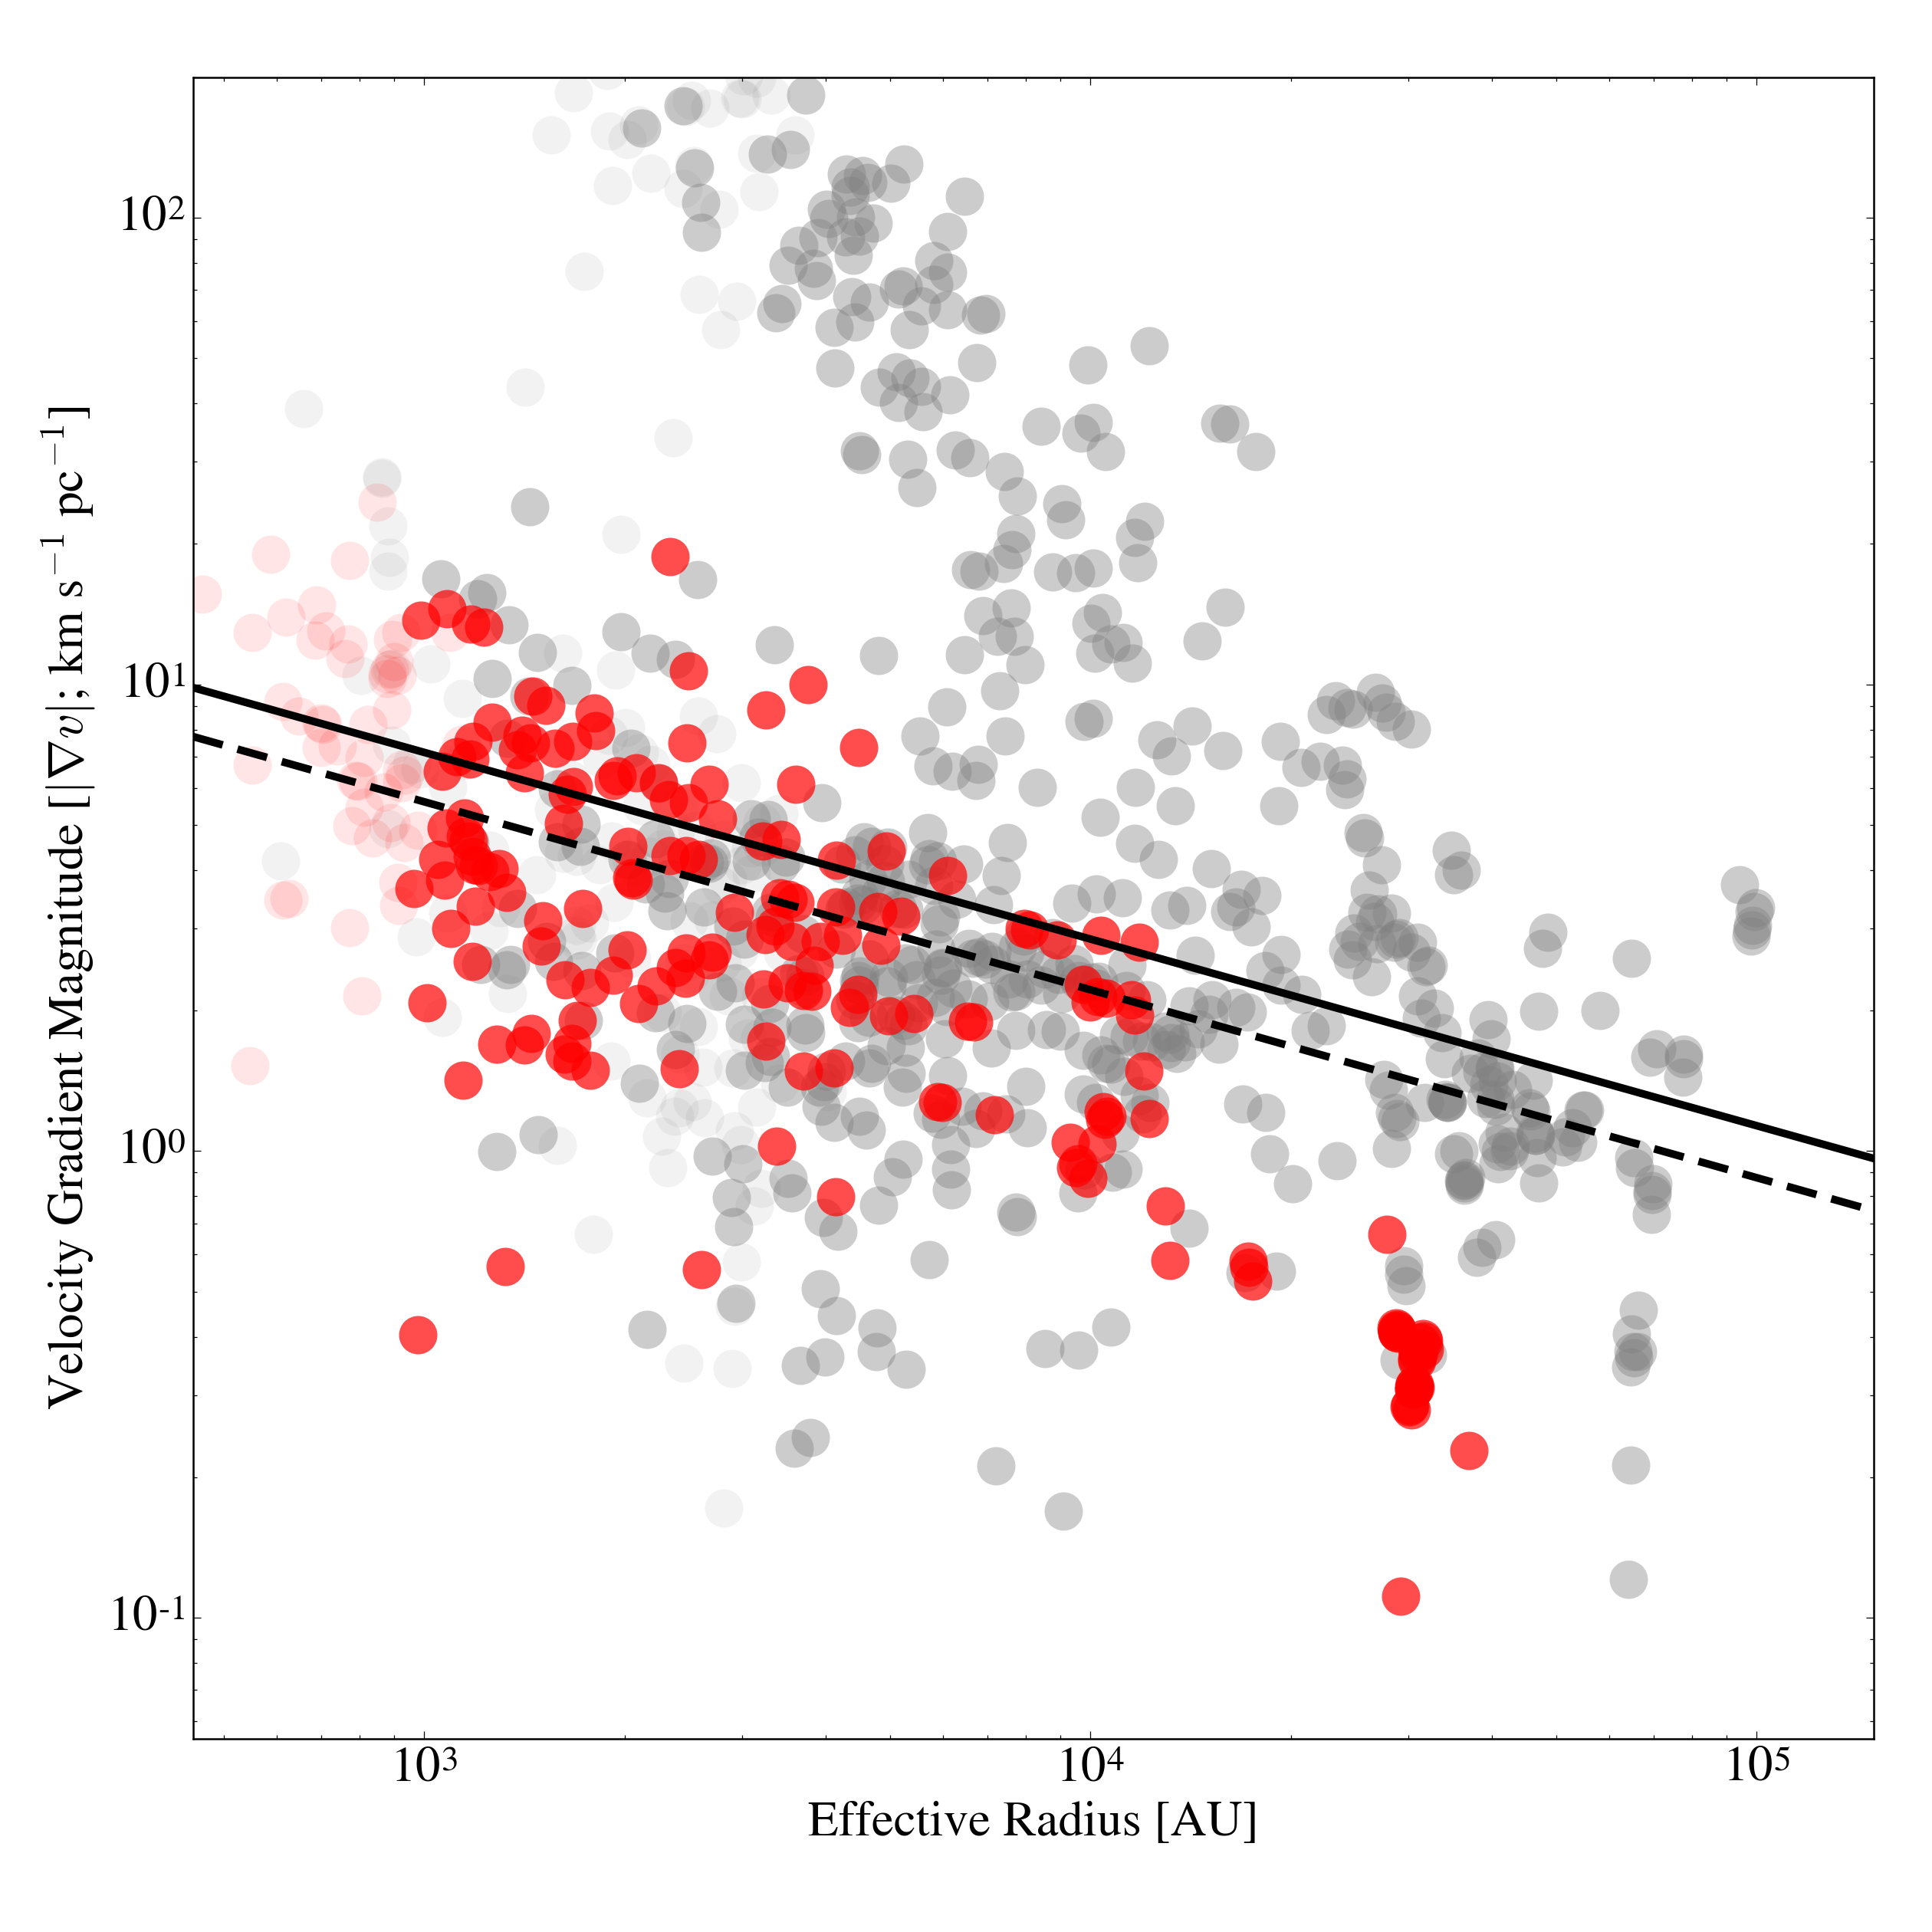 10²
10¹
10⁰
10⁻¹
Velocity Gradient Magnitude [|∇v|; km s⁻¹ pc⁻¹]
10³ 10⁴ 10⁵
Effective Radius [AU]